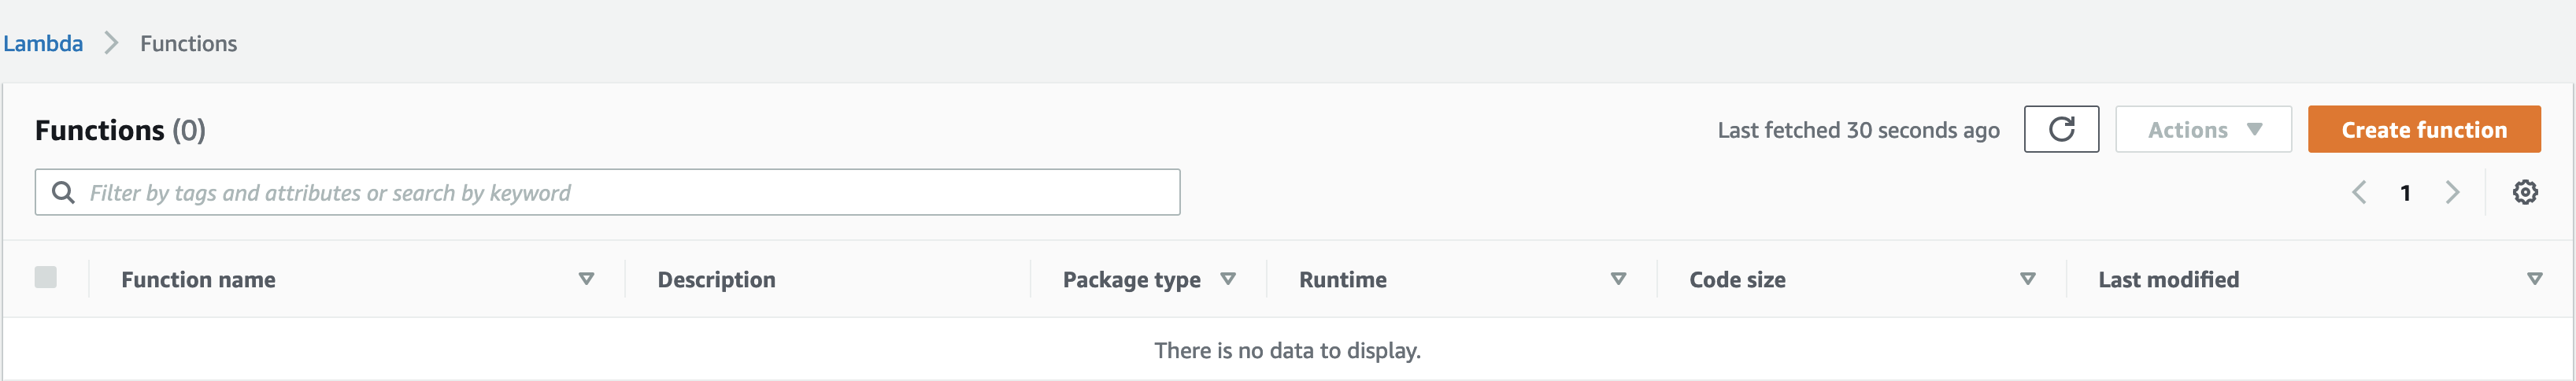 Lambda Functions
Functions (0) Last fetched 30 seconds ago Actions Create function
Filter by tags and attributes or search by keyword 1
Function name Description Package type Runtime Code size Last modified
There is no data to display.